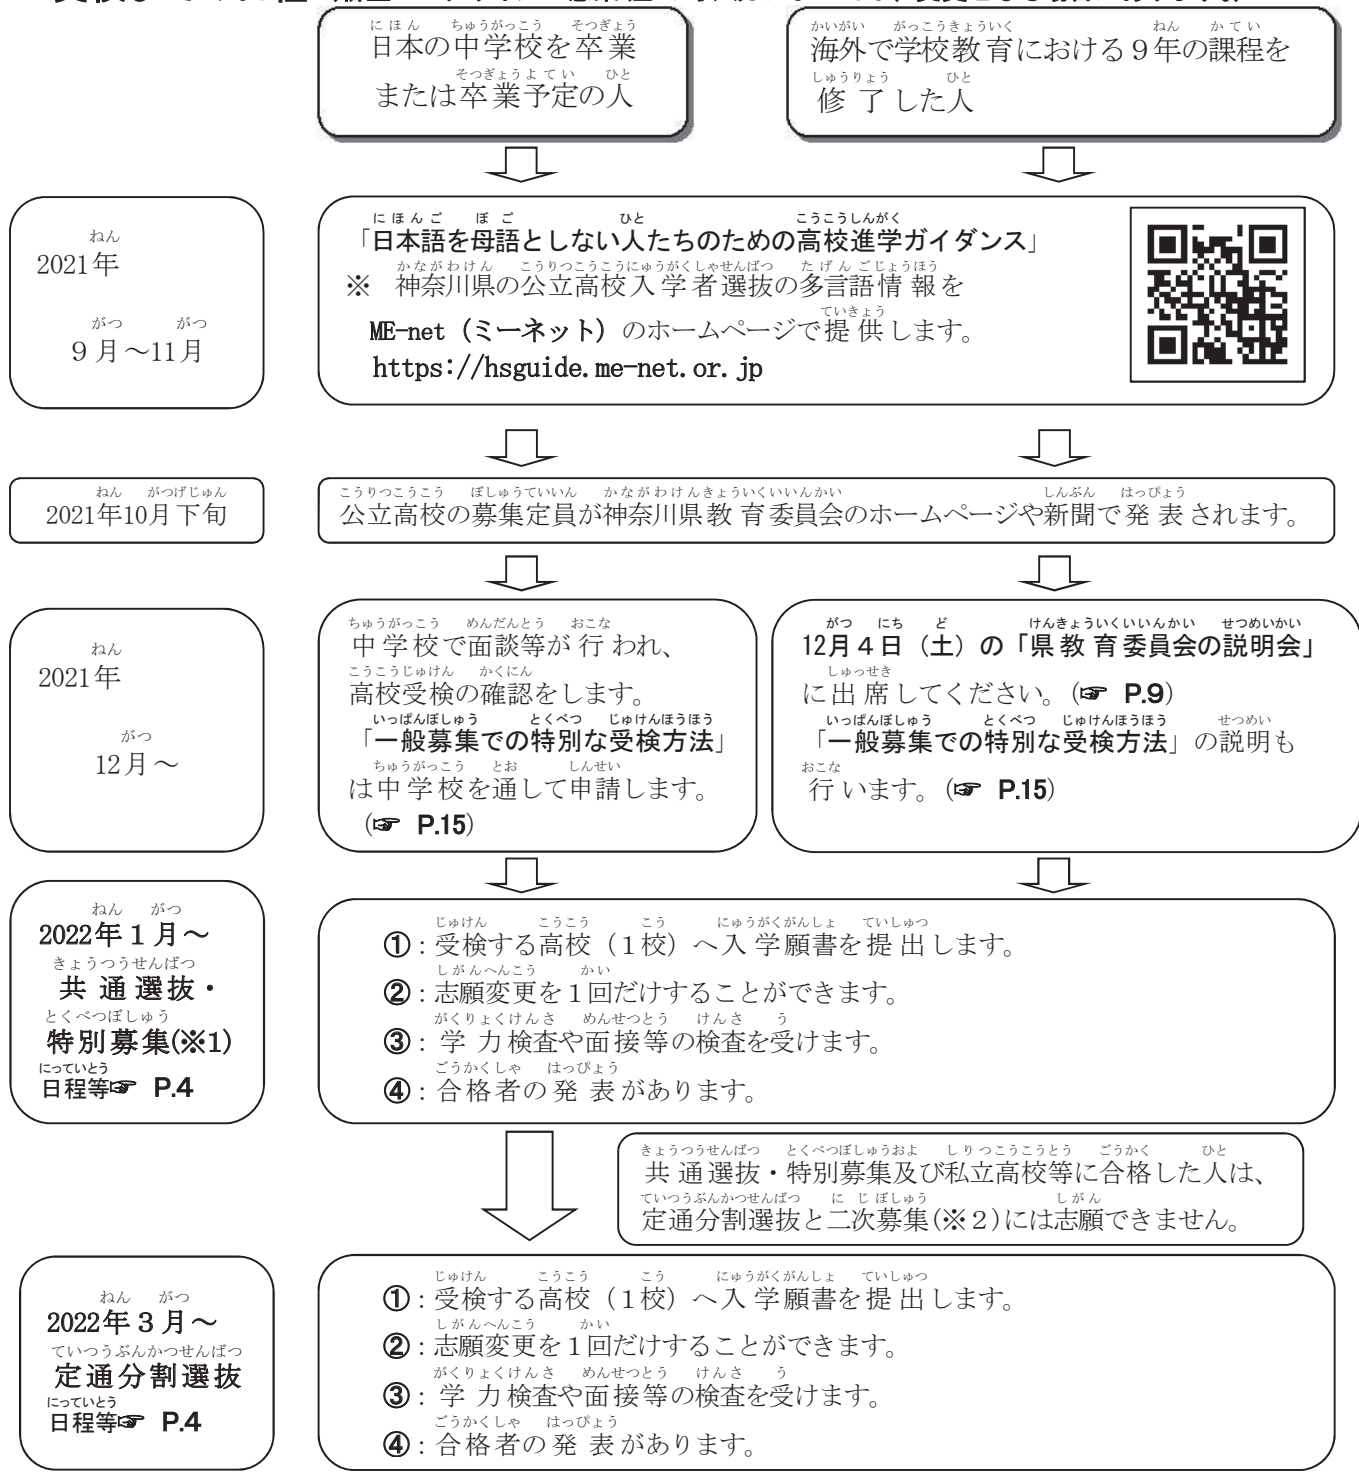 日本の中学校を卒業
または卒業予定の人
海外で学校教育における９年の課程を
修了した人
2021年
９月～11月
「日本語を母語としない人たちのための高校進学ガイダンス」
※　神奈川県の公立高校入学者選抜の多言語情報を
ME-net（ミーネット）のホームページで提供します。
https://hsguide.me-net.or.jp
2021年10月下旬
公立高校の募集定員が神奈川県教育委員会のホームページや新聞で発表されます。
2021年
12月～
中学校で面談等が行われ、
高校受検の確認をします。
「一般募集での特別な受検方法」
は中学校を通して申請します。
（☞ P.15）
12月４日（土）の「県教育委員会の説明会」
に出席してください。（☞ P.9）
「一般募集での特別な受検方法」の説明も
行います。（☞ P.15）
2022年１月～
共通選抜・
特別募集(※1)
日程等☞ P.4
①：受検する高校（１校）へ入学願書を提出します。
②：志願変更を１回だけすることができます。
③：学力検査や面接等の検査を受けます。
④：合格者の発表があります。
共通選抜・特別募集及び私立高校等に合格した人は、
定通分割選抜と二次募集(※２)には志願できません。
2022年３月～
定通分割選抜
日程等☞ P.4
①：受検する高校（１校）へ入学願書を提出します。
②：志願変更を１回だけすることができます。
③：学力検査や面接等の検査を受けます。
④：合格者の発表があります。